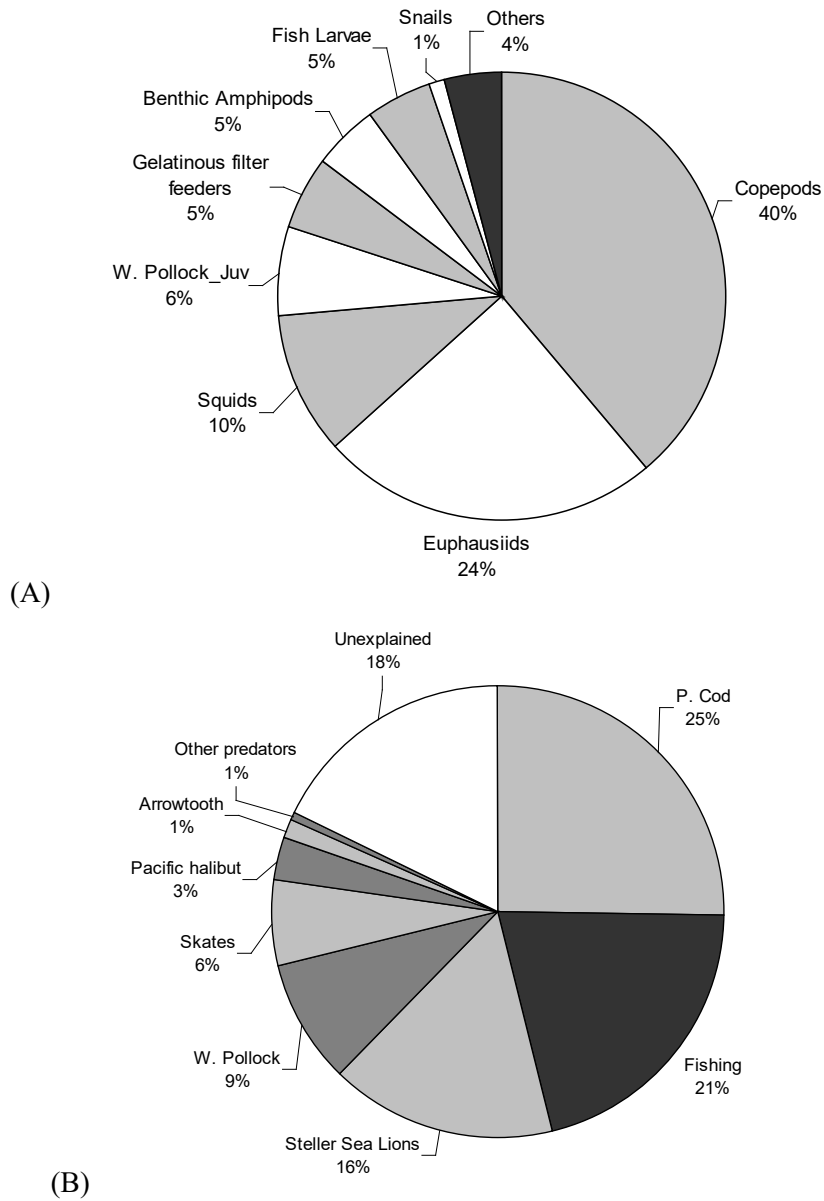 Snails
1%
Others
4%
Fish Larvae
5%
Benthic Amphipods
5%
Gelatinous filter
feeders
5%
Copepods
40%
W. Pollock_Juv
6%
Squids
10%
Euphausiids
24%
(A)
Unexplained
18%
P. Cod
25%
Other predators
1%
Arrowtooth
1%
Pacific halibut
3%
Skates
6%
W. Pollock
9%
Fishing
21%
Steller Sea Lions
16%
(B)